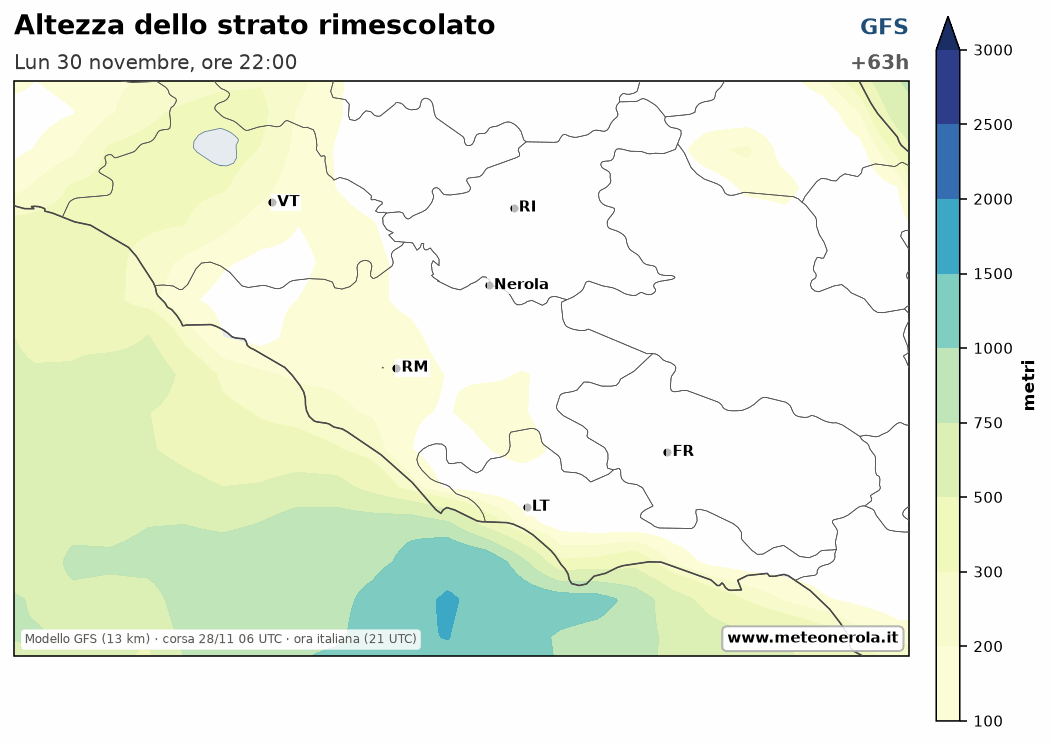 Altezza dello strato rimescolato
GFS
Lun 30 novembre, ore 22:00
+63h
3000
2500
2000
1500
1000
750
500
300
200
100
metri
VT
RI
Nerola
RM
FR
LT
Modello GFS (13 km) · corsa 28/11 06 UTC · ora italiana (21 UTC)
www.meteonerola.it